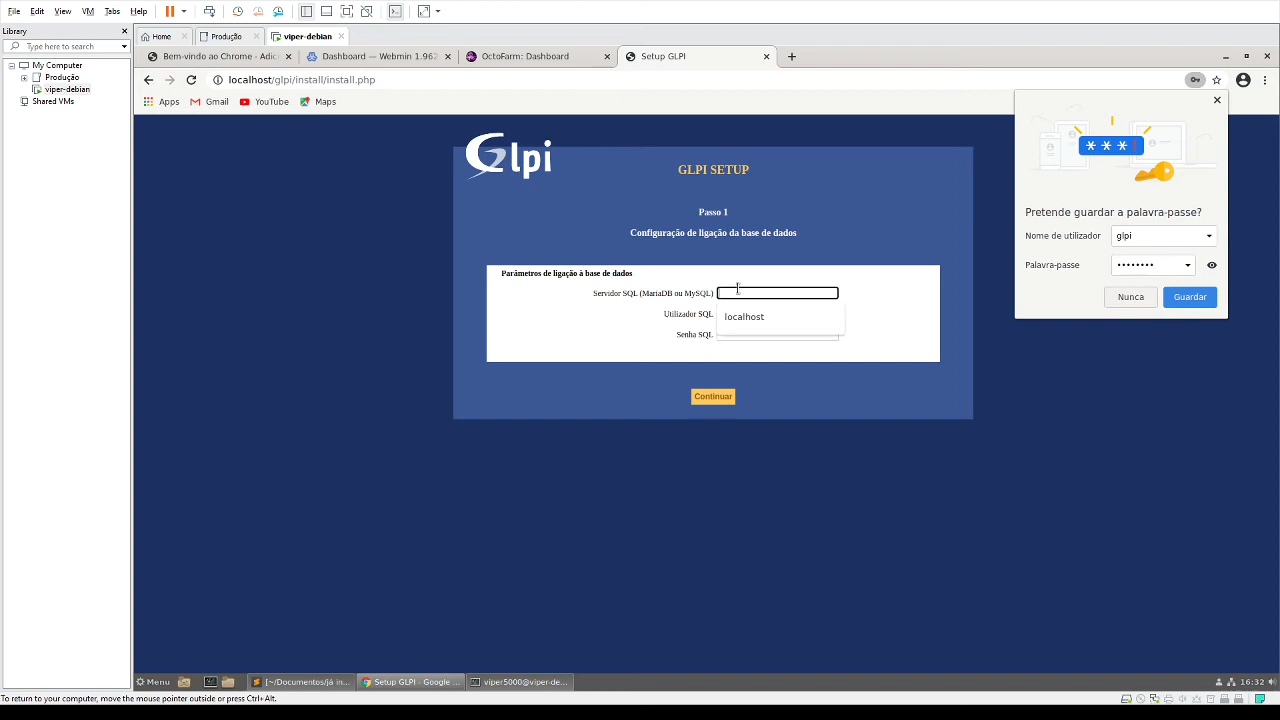 File Edit View VM Tabs Help
Library
Type here to search
My Computer
Produção
viper-debian
Shared VMs
Home
Produção
viper-debian
Bem-vindo ao Chrome - Adic
Dashboard — Webmin 1.962
OctoFarm: Dashboard
Setup GLPI
localhost/glpi/install/install.php
Apps
Gmail
YouTube
Maps
Glpi
GLPI SETUP
Passo 1
Configuração de ligação da base de dados
Parâmetros de ligação à base de dados
Servidor SQL (MariaDB ou MySQL)
localhost
Utilizador SQL
Senha SQL
Continuar
Pretende guardar a palavra-passe?
Nome de utilizador
glpi
Palavra-passe
••••••••
Nunca
Guardar
Menu
[~/Documentos/já in...
Setup GLPI - Google ...
viper5000@viper-de...
16:32
To return to your computer, move the mouse pointer outside or press Ctrl+Alt.